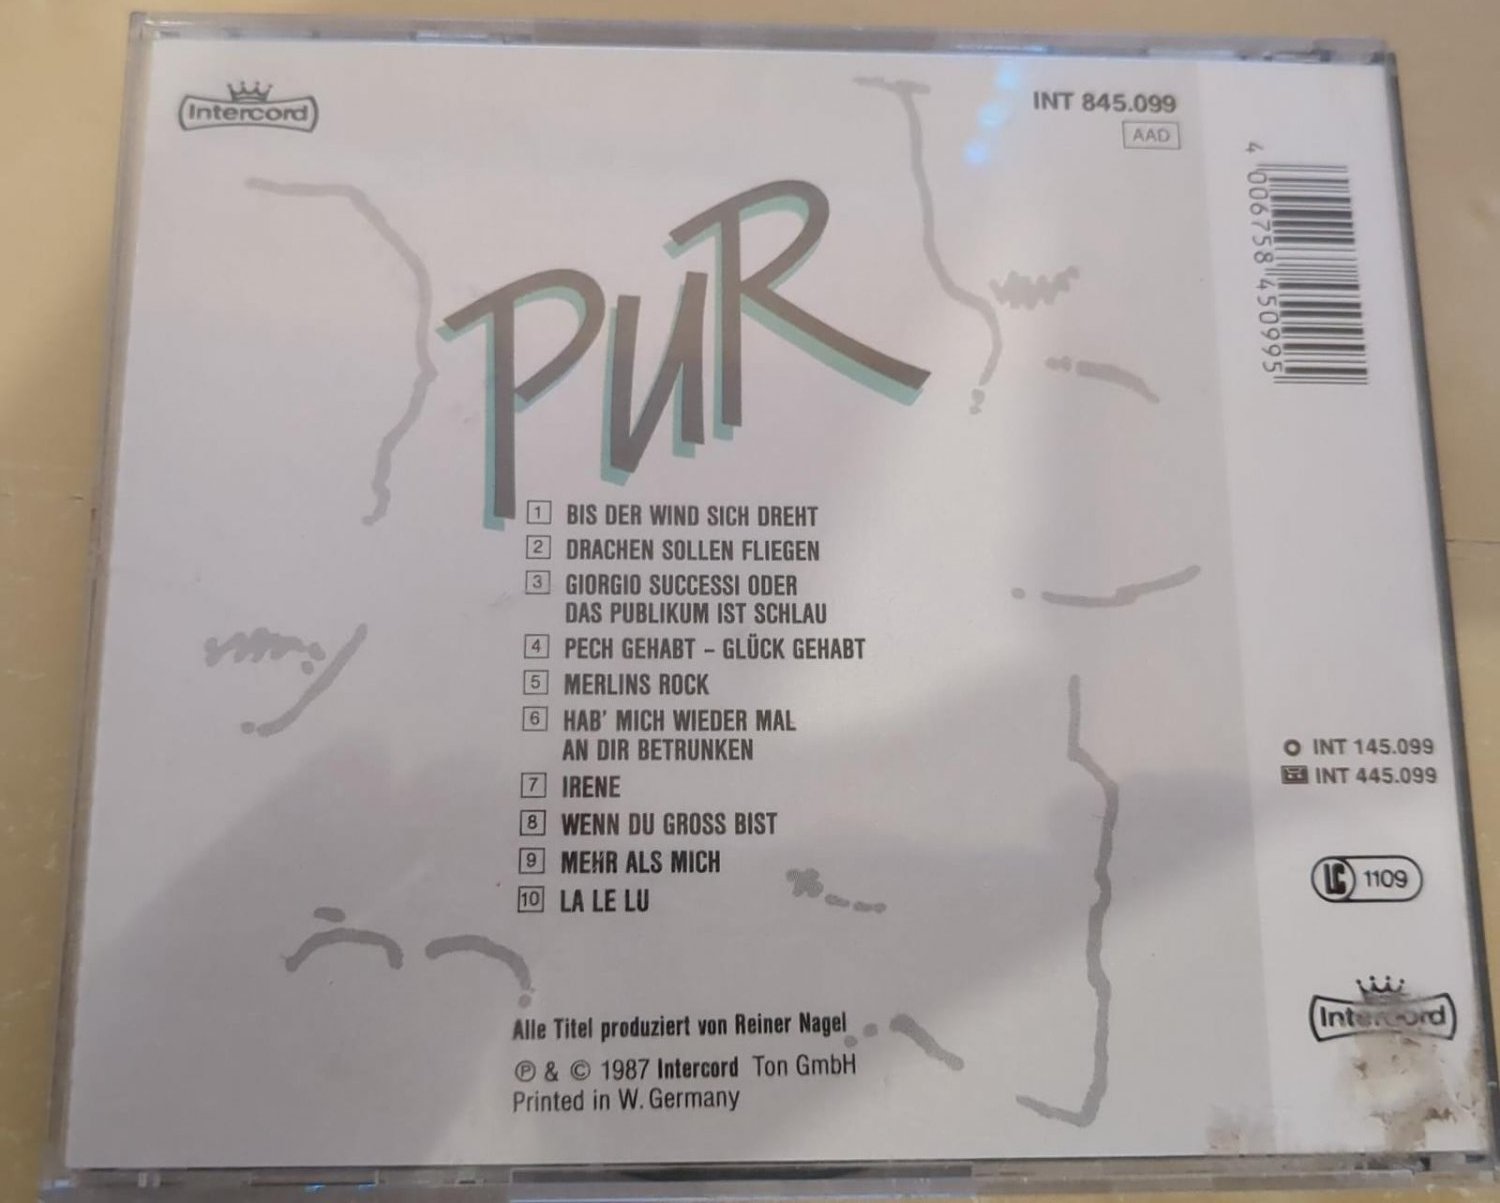 Intercord
INT 845.099
AAD
PUR
1 BIS DER WIND SICH DREHT
2 DRACHEN SOLLEN FLIEGEN
3 GIORGIO SUCCESSI ODER
DAS PUBLIKUM IST SCHLAU
4 PECH GEHABT – GLÜCK GEHABT
5 MERLINS ROCK
6 HAB' MICH WIEDER MAL
AN DIR BETRUNKEN
7 IRENE
8 WENN DU GROSS BIST
9 MEHR ALS MICH
10 LA LE LU
Alle Titel produziert von Reiner Nagel
℗ & © 1987 Intercord Ton GmbH
Printed in W. Germany
4 006758 450995
INT 145.099
INT 445.099
LC 1109
Intercord